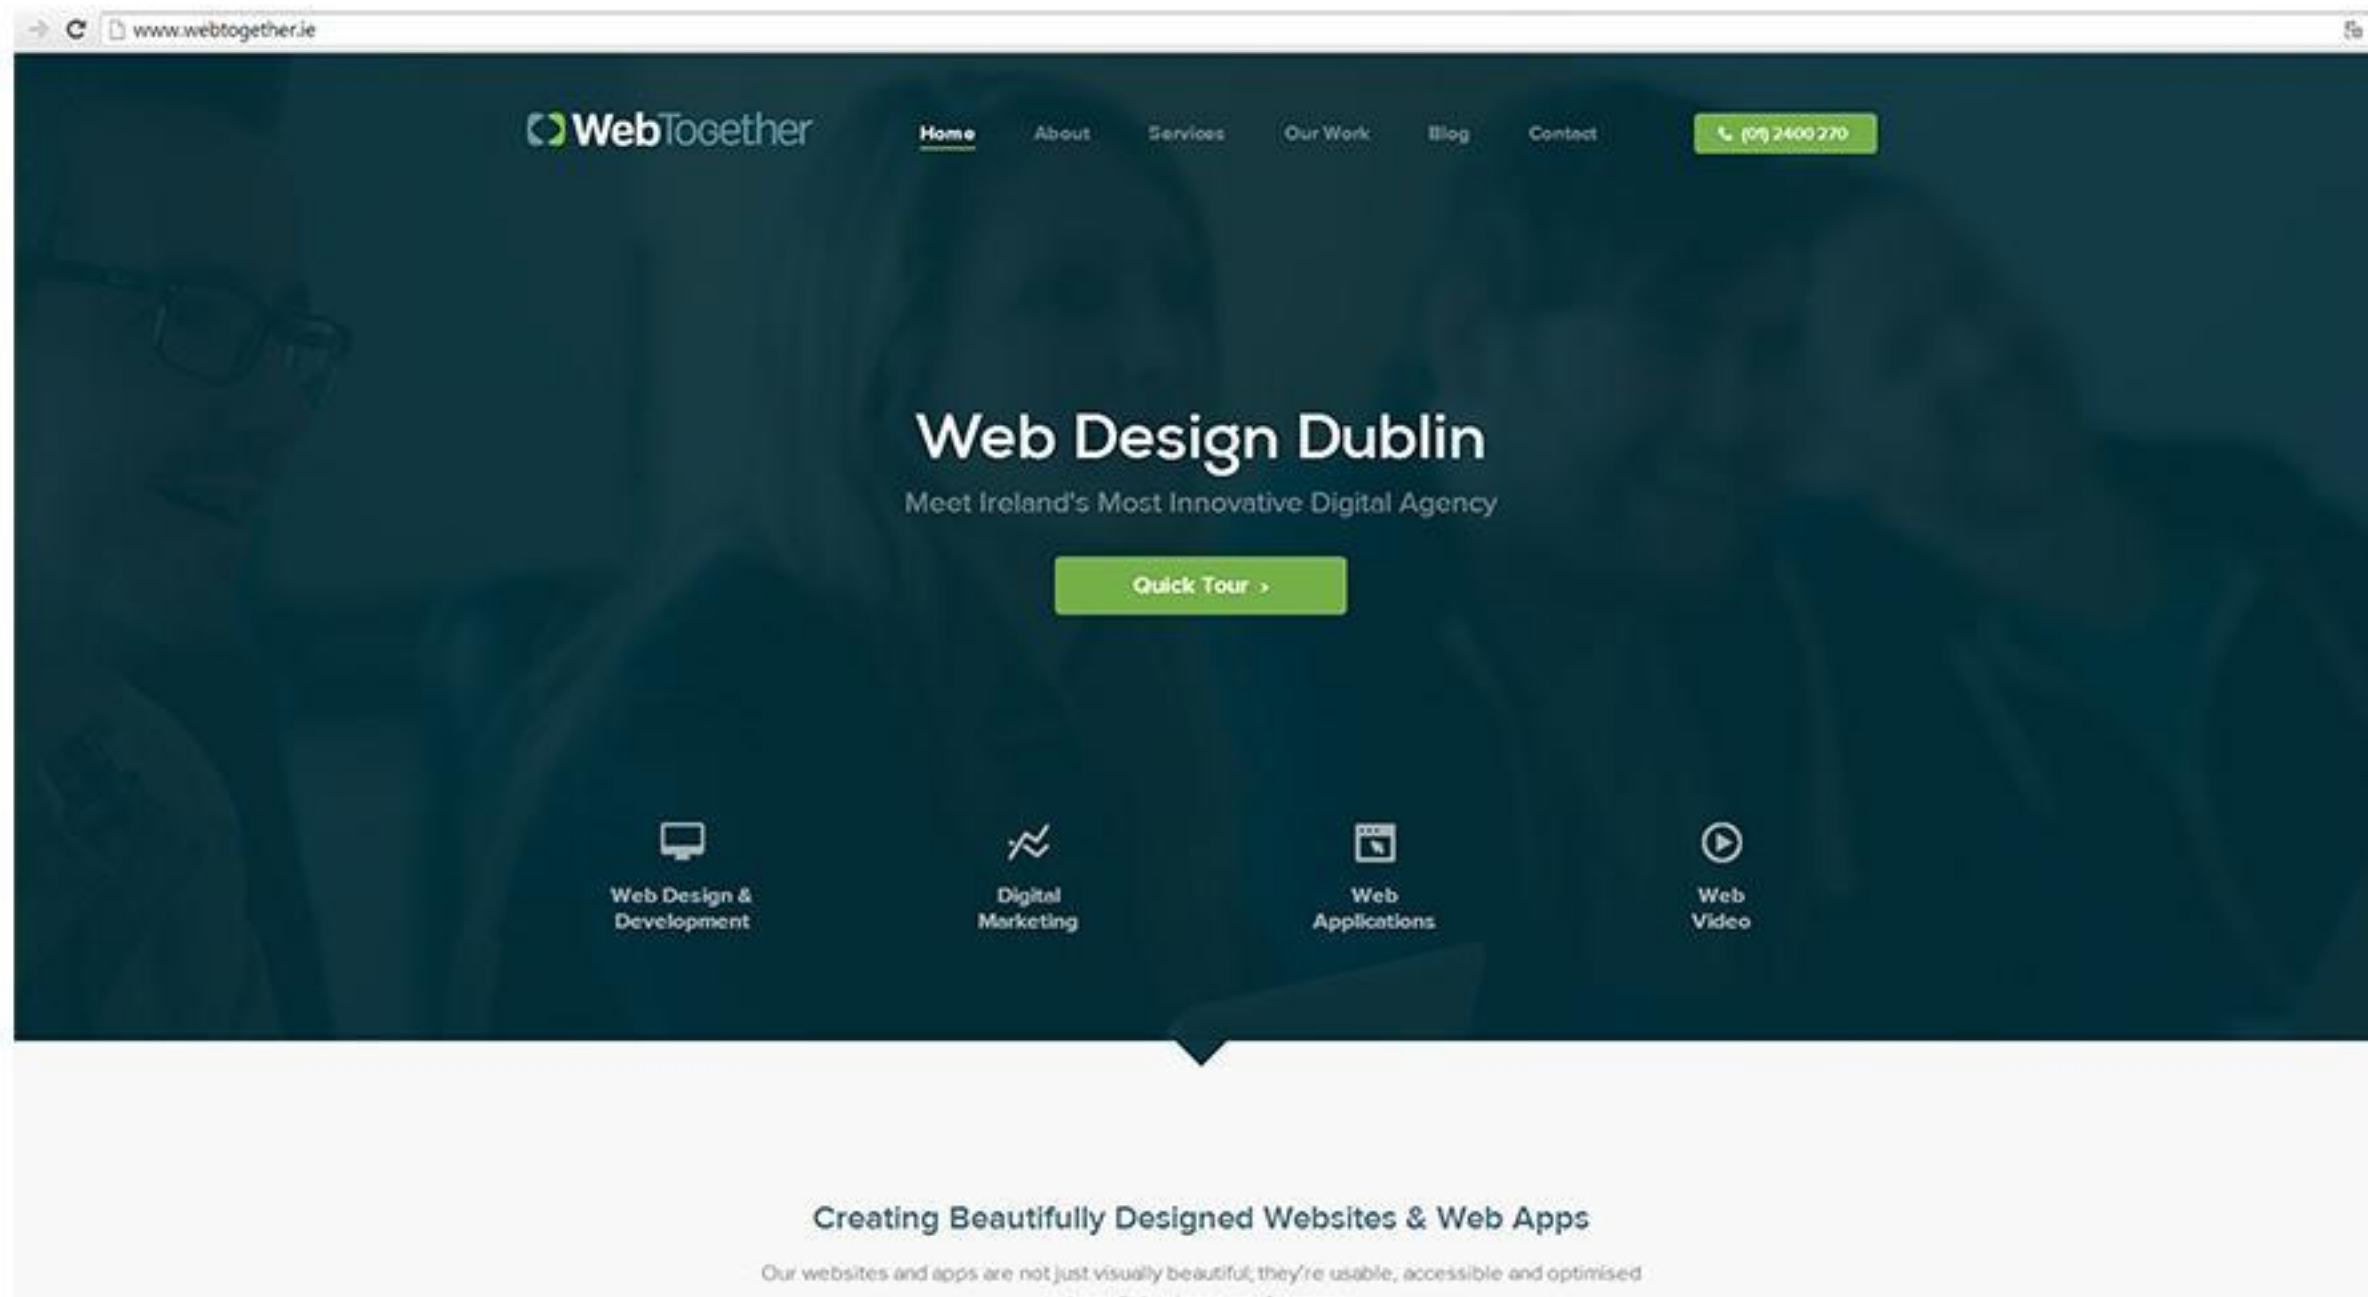 www.webtogether.ie
WebTogether
Home About Services Our Work Blog Contact (01) 2400 270
Web Design Dublin
Meet Ireland's Most Innovative Digital Agency
Quick Tour ›
Web Design &
Development
Digital
Marketing
Web
Applications
Web
Video
Creating Beautifully Designed Websites & Web Apps
Our websites and apps are not just visually beautiful; they're usable, accessible and optimised